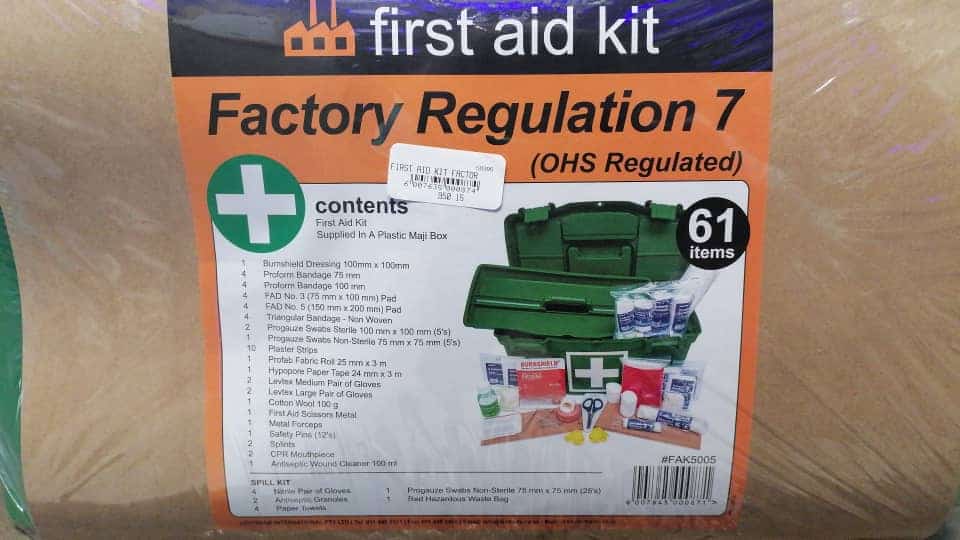 first aid kit
Factory Regulation 7
(OHS Regulated)
FIRST AID KIT FACTOR
950.15
contents
First Aid Kit
Supplied In A Plastic Maji Box
61
items
1 Burnshield Dressing 100mm x 100mm
4 Proform Bandage 75 mm
4 Proform Bandage 100 mm
4 FAD No. 3 (75 mm x 100 mm) Pad
4 FAD No. 5 (150 mm x 200 mm) Pad
4 Triangular Bandage - Non Woven
2 Progauze Swabs Sterile 100 mm x 100 mm (5's)
1 Progauze Swabs Non-Sterile 75 mm x 75 mm (5's)
10 Plaster Strips
1 Profab Fabric Roll 25 mm x 3 m
1 Hypopore Paper Tape 24 mm x 3 m
2 Levtex Medium Pair of Gloves
2 Levtex Large Pair of Gloves
1 Cotton Wool 100 g
1 First Aid Scissors Metal
1 Metal Forceps
1 Safety Pins (12's)
2 Splints
2 CPR Mouthpiece
1 Antiseptic Wound Cleaner 100 ml
BURNSHIELD
#FAK5005
SPILL KIT
4 Nitrile Pair of Gloves 1 Progauze Swabs Non-Sterile 75 mm x 75 mm (25's)
2 Antiseptic Granules 1 Red Hazardous Waste Bag
4 Paper Towels